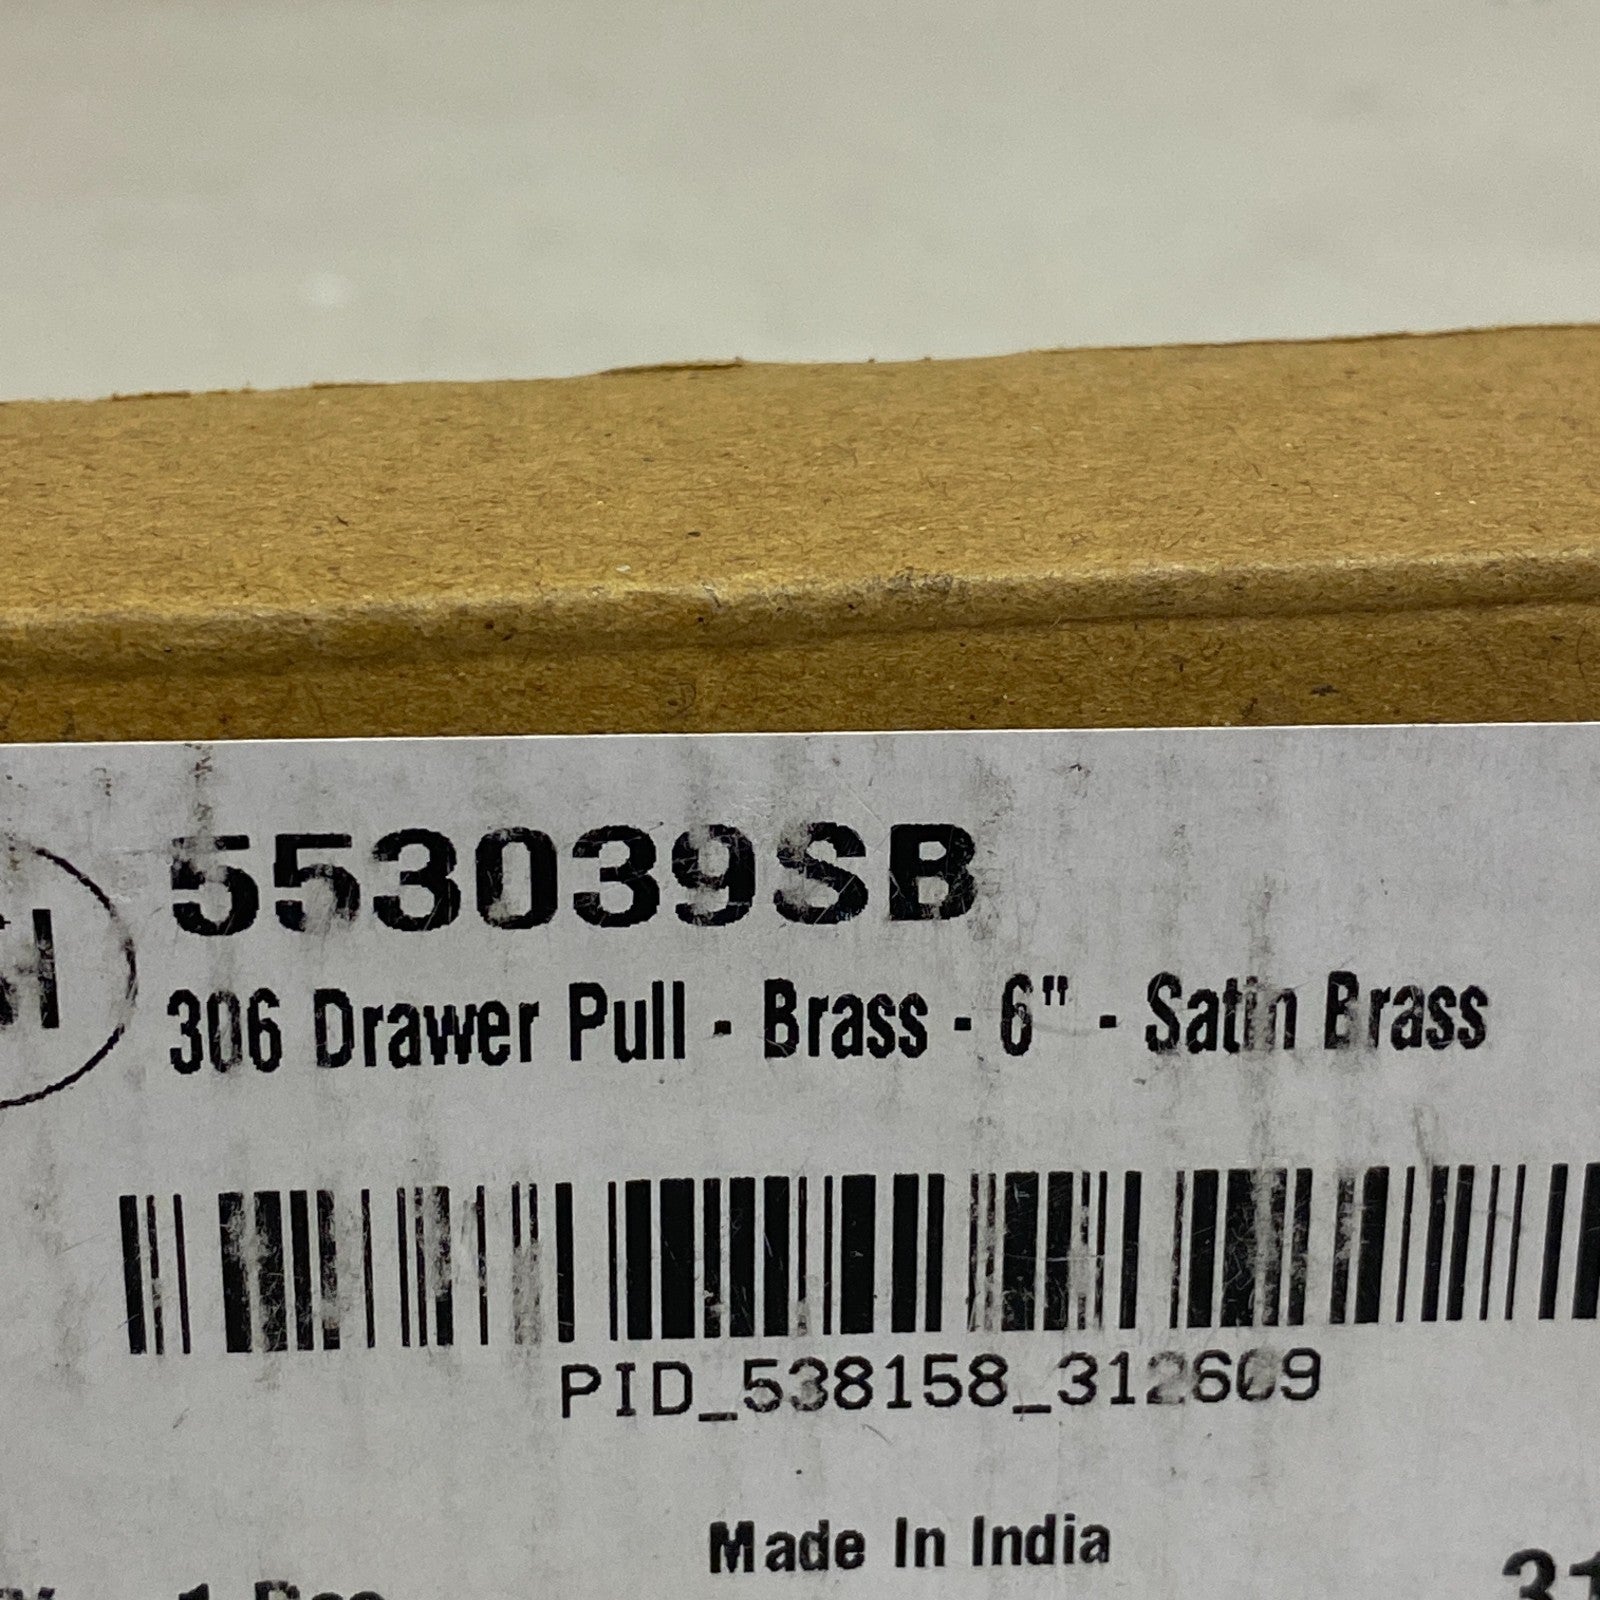 553039SB
306 Drawer Pull - Brass - 6" - Satin Brass
PID_538158_312609
Made In India